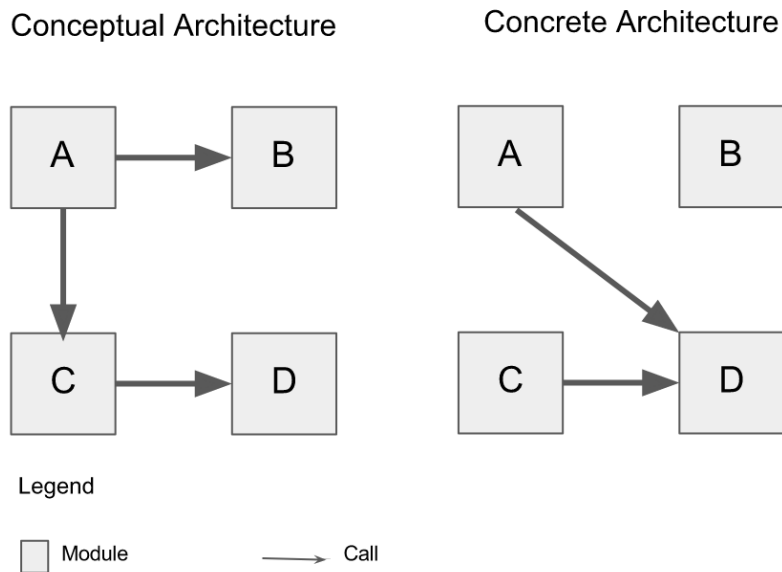 Conceptual Architecture
Concrete Architecture
A
B
A
B
C
D
C
D
Legend
Module
Call